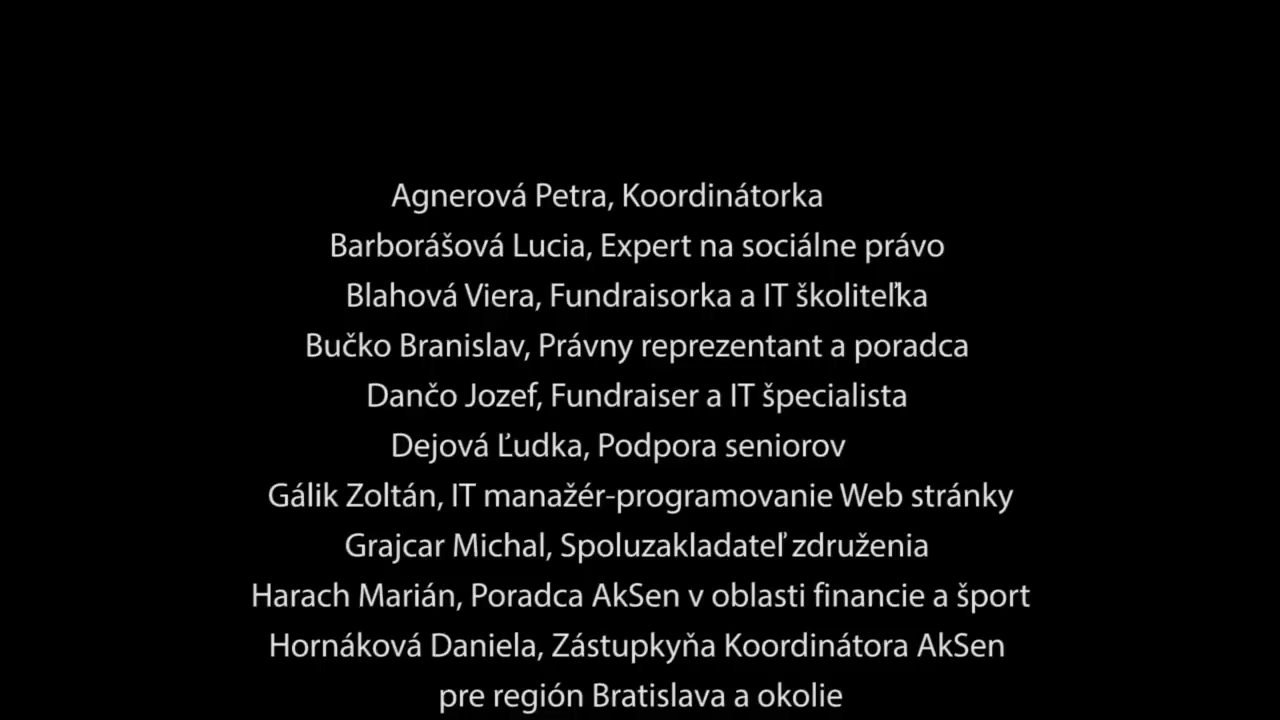 Agnerová Petra, Koordinátorka
Barborášová Lucia, Expert na sociálne právo
Blahová Viera, Fundraisorka a IT školiteľka
Bučko Branislav, Právny reprezentant a poradca
Dančo Jozef, Fundraiser a IT špecialista
Dejová Ľudka, Podpora seniorov
Gálik Zoltán, IT manažér-programovanie Web stránky
Grajcar Michal, Spoluzakladateľ združenia
Harach Marián, Poradca AkSen v oblasti financie a šport
Hornáková Daniela, Zástupkyňa Koordinátora AkSen
pre región Bratislava a okolie